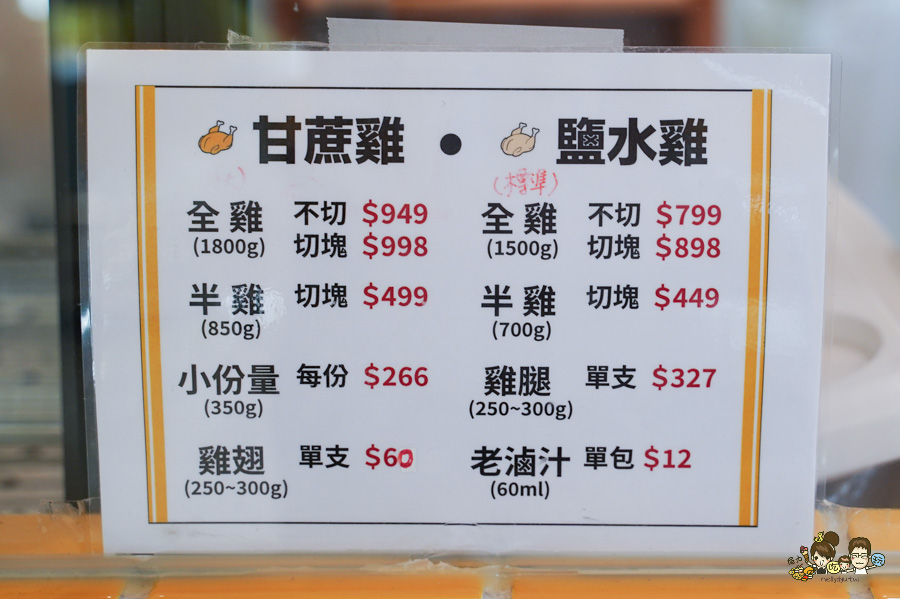 甘蔗雞 ● 鹽水雞
(標準)
全雞 不切 $949
(1800g) 切塊 $998
半雞 切塊 $499
(850g)
小份量 每份 $266
(350g)
雞翅 單支 $60
(250~300g)
全雞 不切 $799
(1500g) 切塊 $898
半雞 切塊 $449
(700g)
雞腿 單支 $327
(250~300g)
老滷汁 單包 $12
(60ml)